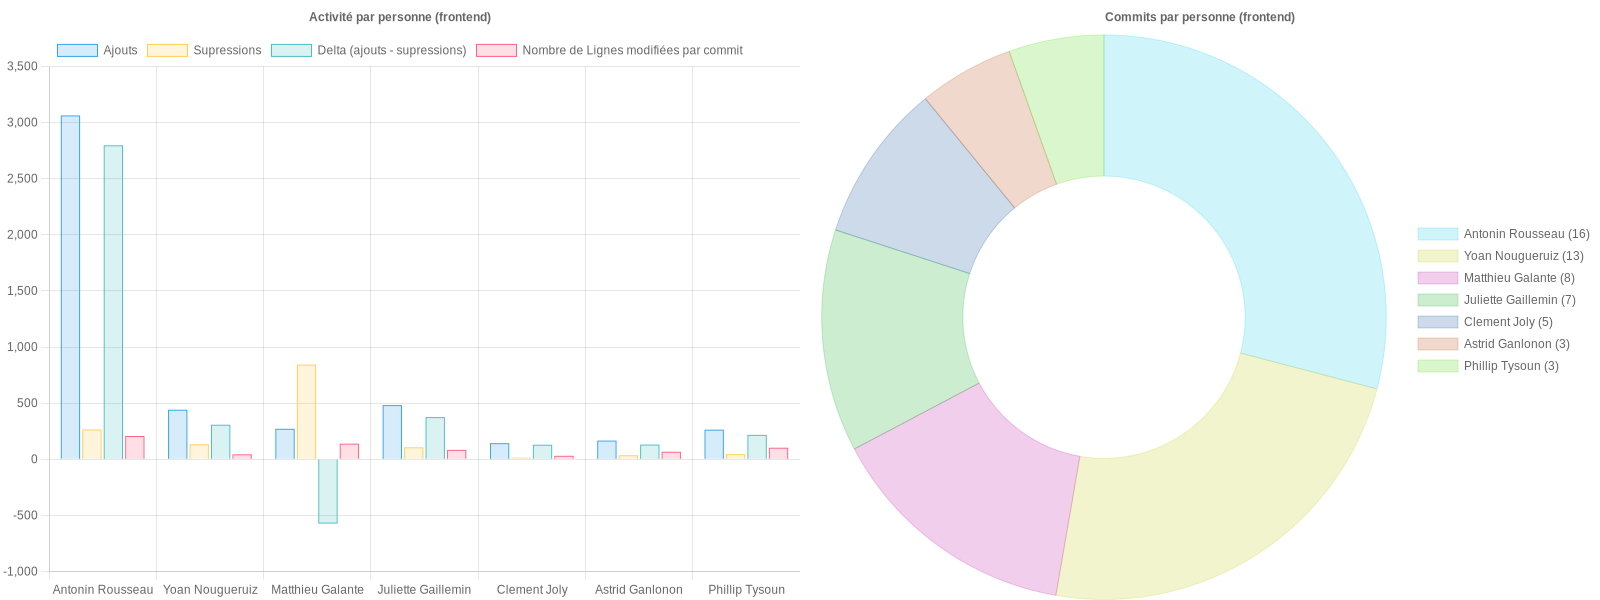 Activité par personne (frontend)
Ajouts
Supressions
Delta (ajouts - supressions)
Nombre de Lignes modifiées par commit
3,500
3,000
2,500
2,000
1,500
1,000
500
0
-500
-1,000
Antonin Rousseau
Yoan Nougueruiz
Matthieu Galante
Juliette Gaillemin
Clement Joly
Astrid Ganlonon
Phillip Tysoun
Commits par personne (frontend)
Antonin Rousseau (16)
Yoan Nougueruiz (13)
Matthieu Galante (8)
Juliette Gaillemin (7)
Clement Joly (5)
Astrid Ganlonon (3)
Phillip Tysoun (3)